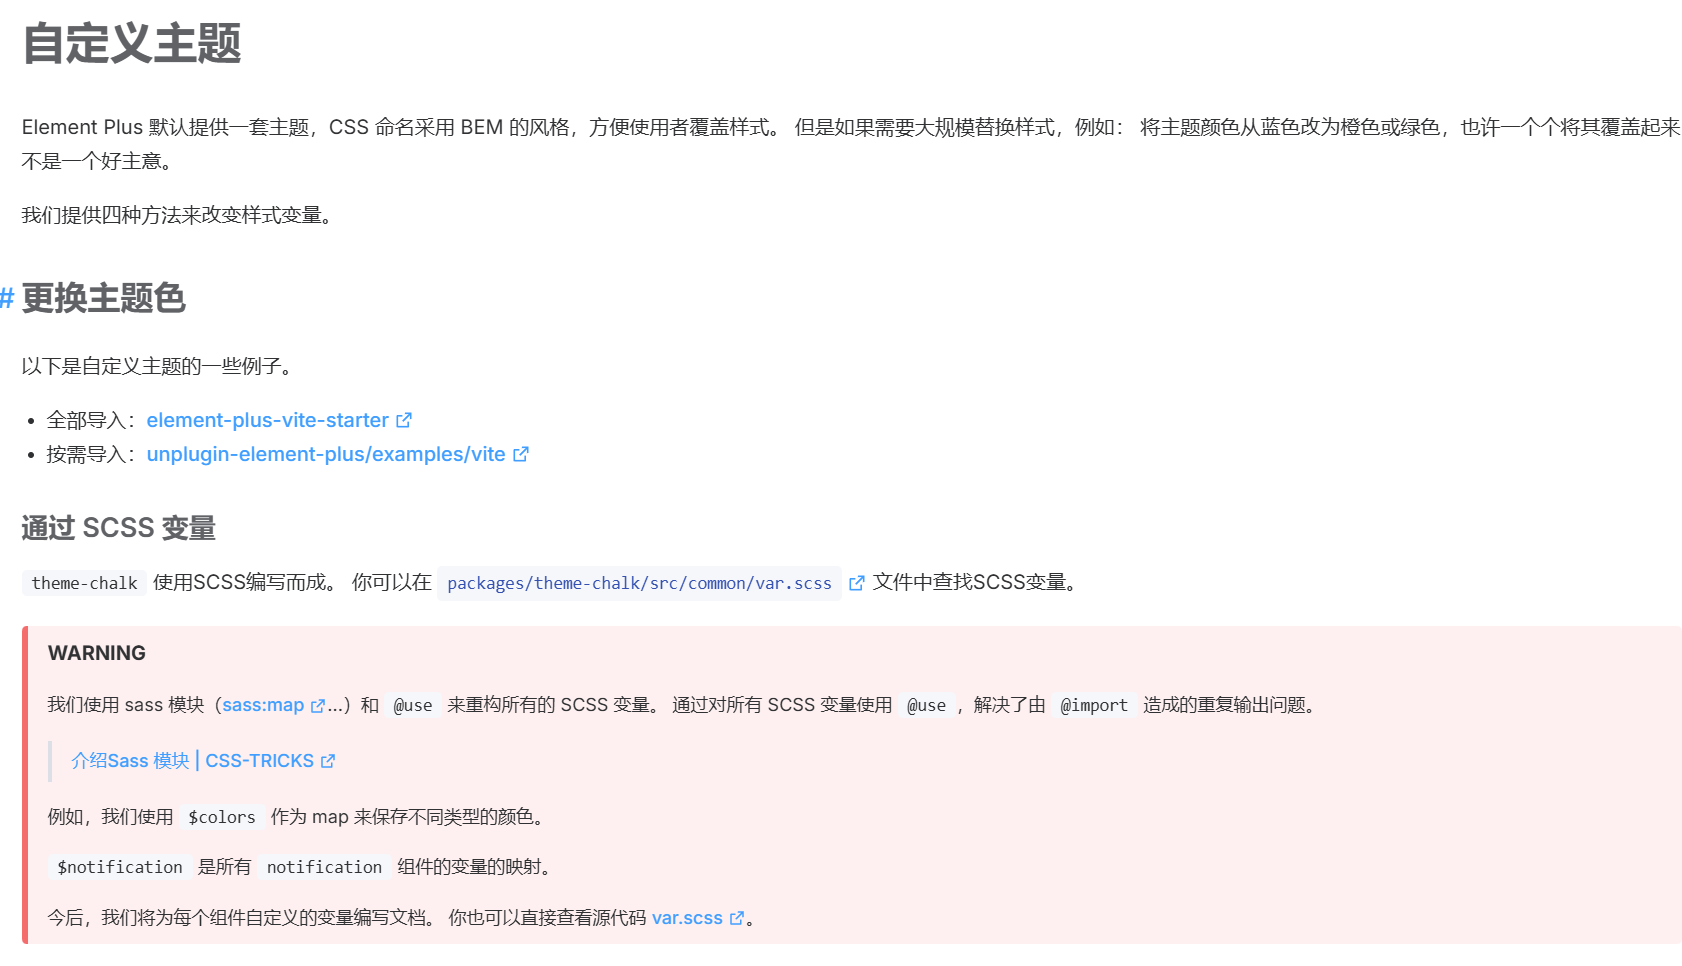 自定义主题
Element Plus 默认提供一套主题，CSS 命名采用 BEM 的风格，方便使用者覆盖样式。 但是如果需要大规模替换样式，例如： 将主题颜色从蓝色改为橙色或绿色，也许一个个将其覆盖起来
不是一个好主意。
我们提供四种方法来改变样式变量。
# 更换主题色
以下是自定义主题的一些例子。
• 全部导入：element-plus-vite-starter
• 按需导入：unplugin-element-plus/examples/vite
通过 SCSS 变量
theme-chalk 使用SCSS编写而成。 你可以在 packages/theme-chalk/src/common/var.scss 文件中查找SCSS变量。
WARNING
我们使用 sass 模块（sass:map...）和 @use 来重构所有的 SCSS 变量。 通过对所有 SCSS 变量使用 @use ，解决了由 @import 造成的重复输出问题。
介绍Sass 模块 | CSS-TRICKS
例如，我们使用 $colors 作为 map 来保存不同类型的颜色。
$notification 是所有 notification 组件的变量的映射。
今后，我们将为每个组件自定义的变量编写文档。 你也可以直接查看源代码 var.scss。